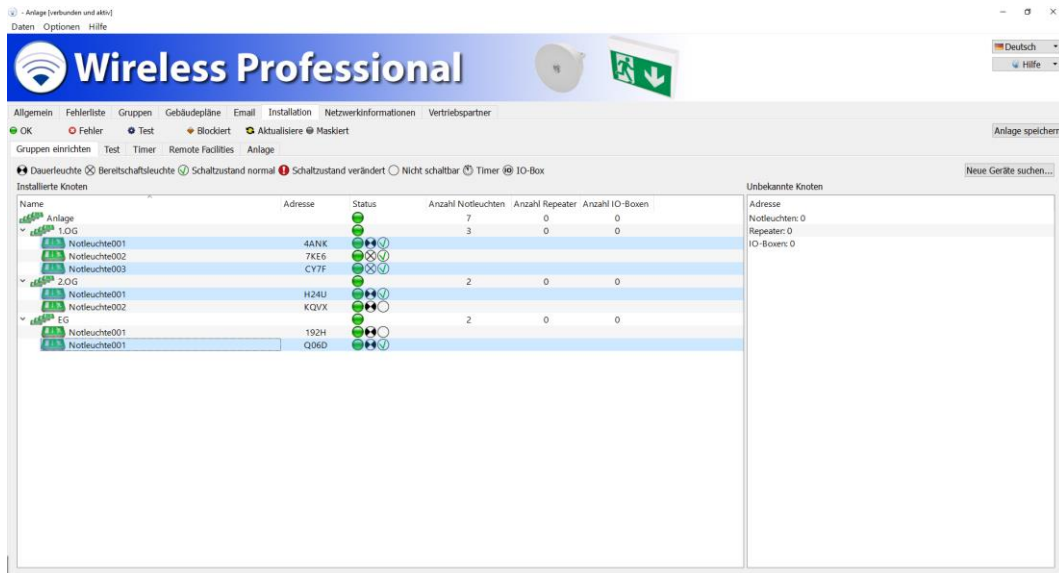 - Anlage [verbunden und aktiv]
Daten Optionen Hilfe
Wireless Professional
Deutsch
Hilfe
Allgemein Fehlerliste Gruppen Gebäudepläne Email Installation Netzwerkinformationen Vertriebspartner
OK Fehler Test Blockiert Aktualisiere Maskiert Anlage speichern
Gruppen einrichten Test Timer Remote Facilities Anlage
Dauerleuchte Bereitschaftsleuchte Schaltzustand normal Schaltzustand verändert Nicht schaltbar Timer IO-Box Neue Geräte suchen...
Installierte Knoten Unbekannte Knoten
Name Adresse Status Anzahl Notleuchten Anzahl Repeater Anzahl IO-Boxen Adresse
Anlage 7 0 0 Notleuchten: 0
1.OG 3 0 0 Repeater: 0
Notleuchte001 4ANK IO-Boxen: 0
Notleuchte002 7KE6
Notleuchte003 CY7F
2.OG 2 0 0
Notleuchte001 H24U
Notleuchte002 KQVX
EG 2 0 0
Notleuchte001 192H
Notleuchte001 Q06D